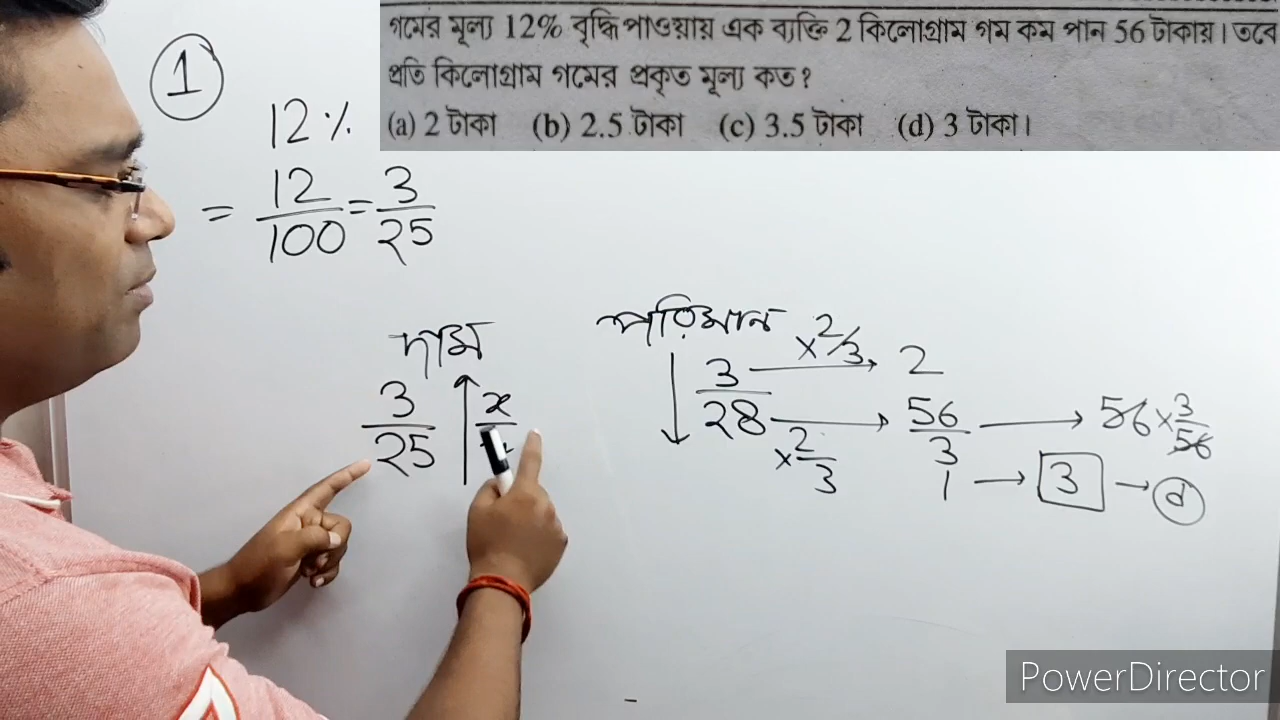 গমের মূল্য 12% বৃদ্ধি পাওয়ায় এক ব্যক্তি 2 কিলোগ্রাম গম কম পান 56 টাকায়। তবে
প্রতি কিলোগ্রাম গমের প্রকৃত মূল্য কত?
(a) 2 টাকা (b) 2.5 টাকা (c) 3.5 টাকা (d) 3 টাকা।
1
12%
= 12/100 = 3/25
দাম
3/25
x
পরিমান
3/28
×2/3
2
×2/3
56/3
56×3/56
1 → 3 → d
PowerDirector